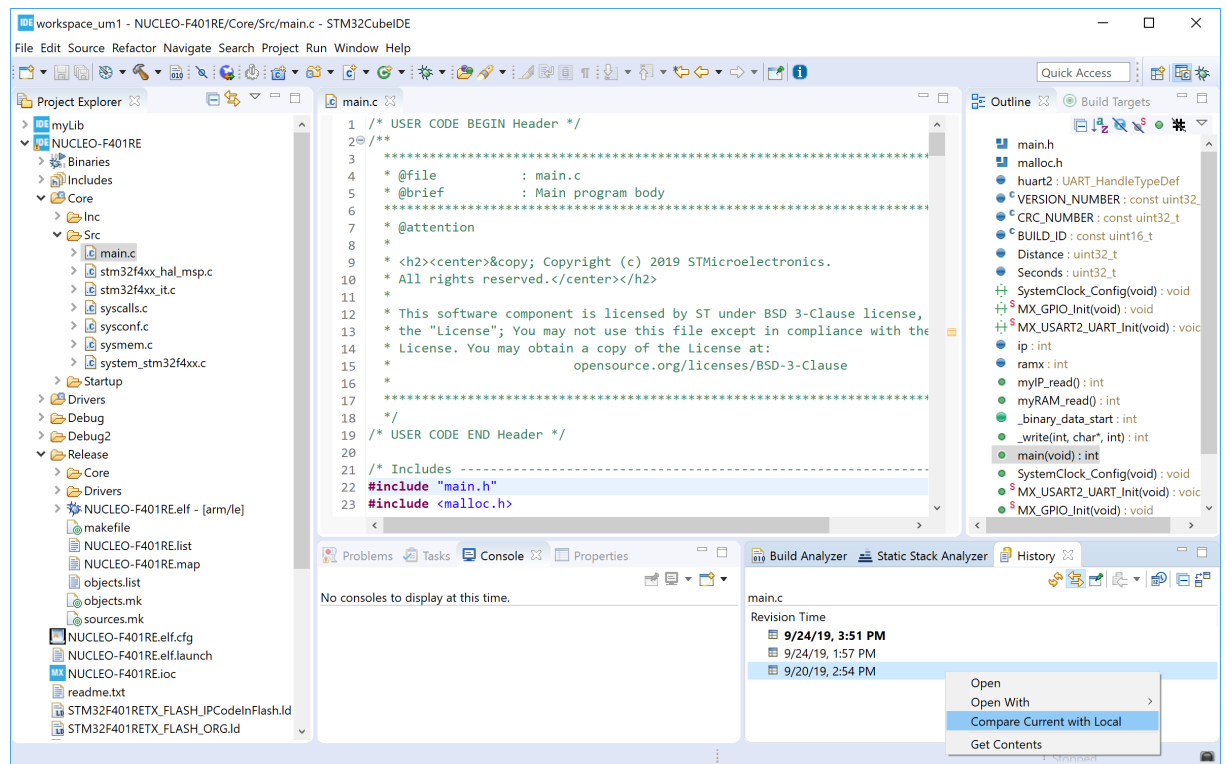 IDE workspace_um1 - NUCLEO-F401RE/Core/Src/main.c - STM32CubeIDE
File Edit Source Refactor Navigate Search Project Run Window Help
Quick Access
Project Explorer
IDE myLib
IDE NUCLEO-F401RE
Binaries
Includes
Core
Inc
Src
main.c
stm32f4xx_hal_msp.c
stm32f4xx_it.c
syscalls.c
sysconf.c
sysmem.c
system_stm32f4xx.c
Startup
Drivers
Debug
Debug2
Release
Core
Drivers
NUCLEO-F401RE.elf - [arm/le]
makefile
NUCLEO-F401RE.list
NUCLEO-F401RE.map
objects.list
objects.mk
sources.mk
NUCLEO-F401RE.elf.cfg
NUCLEO-F401RE.elf.launch
MX NUCLEO-F401RE.ioc
readme.txt
STM32F401RETX_FLASH_IPCodeInFlash.ld
STM32F401RETX_FLASH_ORG.ld
main.c
1 /* USER CODE BEGIN Header */
2 /**
3 ******************************************************************************
4 * @file : main.c
5 * @brief : Main program body
6 ******************************************************************************
7 * @attention
8 *
9 * <h2><center>&copy; Copyright (c) 2019 STMicroelectronics.
10 * All rights reserved.</center></h2>
11 *
12 * This software component is licensed by ST under BSD 3-Clause license,
13 * the "License"; You may not use this file except in compliance with the
14 * License. You may obtain a copy of the License at:
15 * opensource.org/licenses/BSD-3-Clause
16 *
17 ******************************************************************************
18 */
19 /* USER CODE END Header */
20
21 /* Includes ------------------------------------------------------------------
22 #include "main.h"
23 #include <malloc.h>
Outline Build Targets
main.h
malloc.h
huart2 : UART_HandleTypeDef
VERSION_NUMBER : const uint32_
CRC_NUMBER : const uint32_t
BUILD_ID : const uint16_t
Distance : uint32_t
Seconds : uint32_t
SystemClock_Config(void) : void
MX_GPIO_Init(void) : void
MX_USART2_UART_Init(void) : void
ip : int
ramx : int
myIP_read() : int
myRAM_read() : int
_binary_data_start : int
_write(int, char*, int) : int
main(void) : int
SystemClock_Config(void) : void
MX_USART2_UART_Init(void) : void
MX_GPIO_Init(void) : void
Problems Tasks Console Properties
No consoles to display at this time.
Build Analyzer Static Stack Analyzer History
main.c
Revision Time
9/24/19, 3:51 PM
9/24/19, 1:57 PM
9/20/19, 2:54 PM
Open
Open With
Compare Current with Local
Get Contents